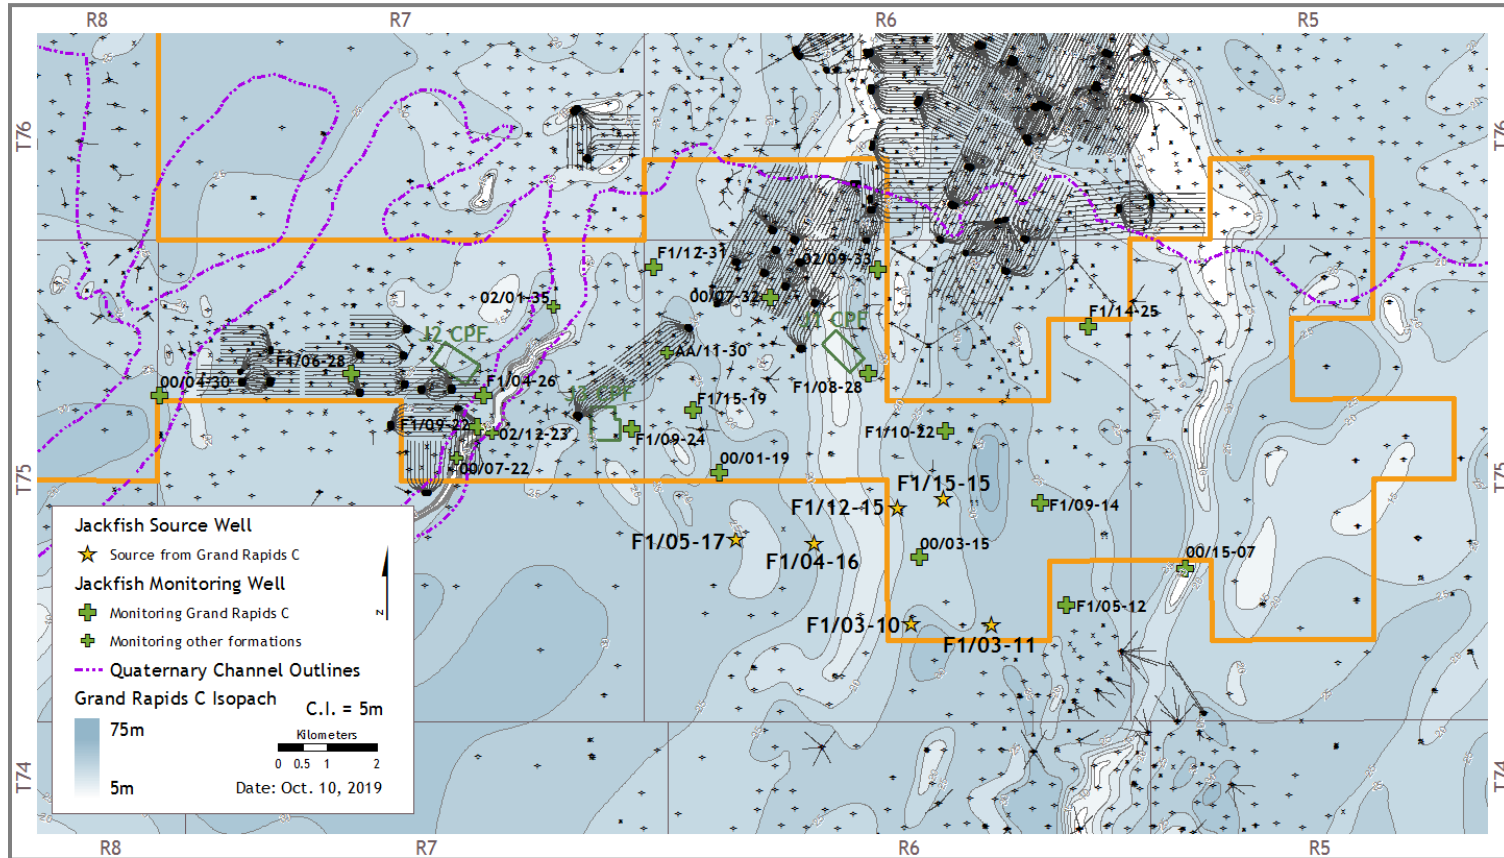 R8 R7 R6 R5
T76 T76
F1/12-31
02/09-33
02/01-35
00/07-32
F1/14-25
J2 CPF
J1 CPF
AA/11-30
F1/06-28
F1/08-28
00/04/30
F1/04-26
J3 CPF
F1/15-19
F1/09-22
02/12-23
F1/09-24
F1/10-22
00/07-22
00/01-19
T75 T75
F1/15-15
F1/12-15
F1/09-14
F1/05-17
F1/04-16
00/03-15
00/15-07
F1/05-12
F1/03-10
F1/03-11
Jackfish Source Well
Source from Grand Rapids C
Jackfish Monitoring Well
Monitoring Grand Rapids C
Monitoring other formations
N
Quaternary Channel Outlines
Grand Rapids C Isopach
C.I. = 5m
75m
Kilometers
0 0.5 1 2
5m
Date: Oct. 10, 2019
T74 T74
R8 R7 R6 R5